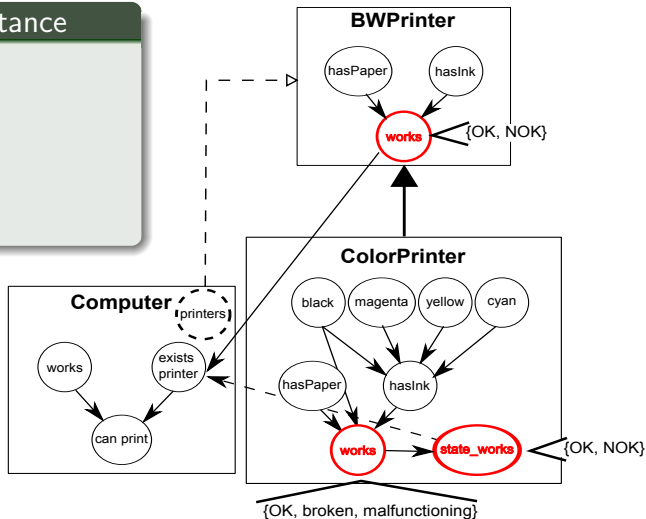 tance
BWPrinter
hasPaper
hasInk
works
{OK, NOK}
ColorPrinter
black
magenta
yellow
cyan
hasPaper
hasInk
works
state_works
{OK, NOK}
{OK, broken, malfunctioning}
Computer
printers
works
exists
printer
can print